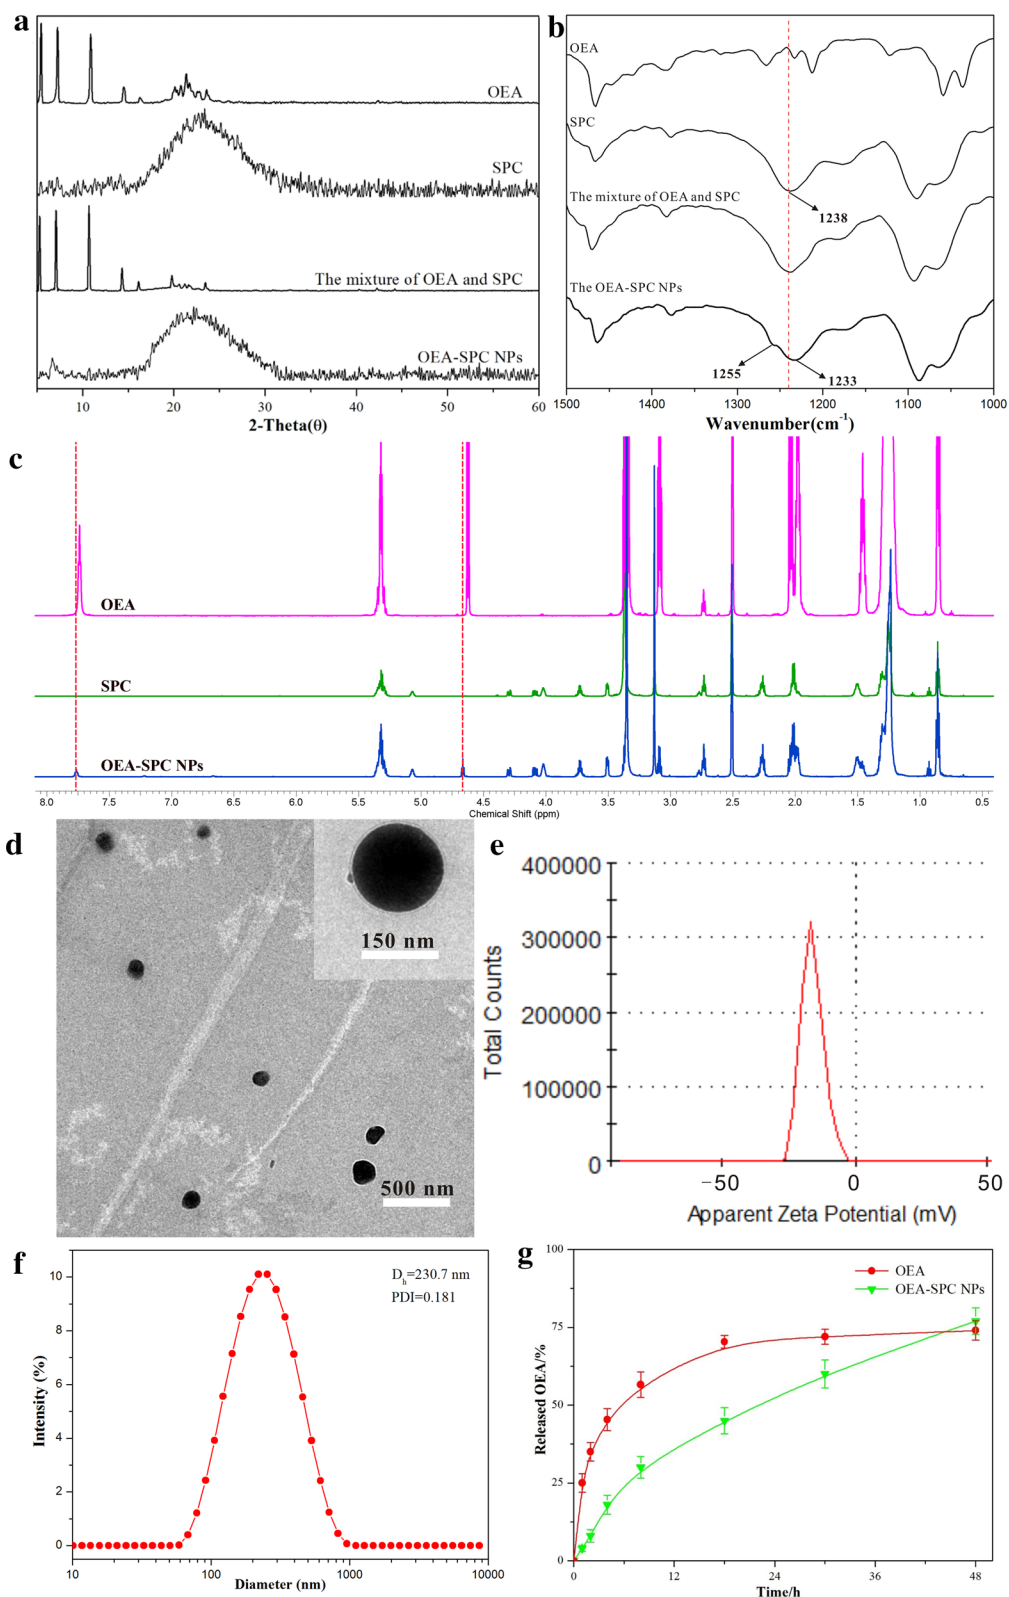 a
OEA
SPC
The mixture of OEA and SPC
OEA-SPC NPs
10 20 30 40 50 60
2-Theta(θ)
b
OEA
SPC
1238
The mixture of OEA and SPC
The OEA-SPC NPs
1255
1233
1500 1400 1300 1200 1100 1000
Wavenumber(cm⁻¹)
c
OEA
SPC
OEA-SPC NPs
8.0 7.5 7.0 6.5 6.0 5.5 5.0 4.5 4.0 3.5 3.0 2.5 2.0 1.5 1.0 0.5
Chemical Shift (ppm)
d
150 nm
500 nm
e
400000
300000
200000
100000
0
Total Counts
−50 0 50
Apparent Zeta Potential (mV)
f
Dh=230.7 nm
PDI=0.181
10
8
6
4
2
0
Intensity (%)
10 100 1000 10000
Diameter (nm)
g
OEA
OEA-SPC NPs
100
75
50
25
0
Released OEA/%
0 12 24 36 48
Time/h